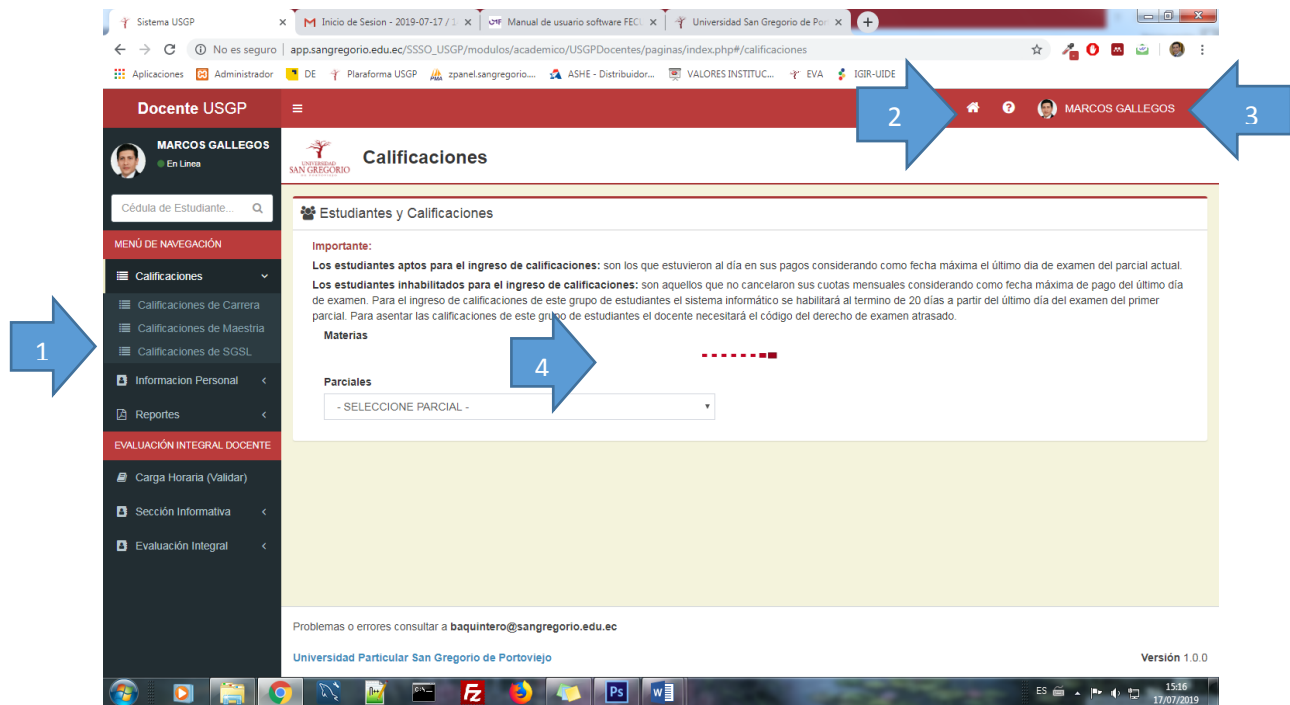 Sistema USGP
Inicio de Sesion - 2019-07-17 / 1
Manual de usuario software FECU
Universidad San Gregorio de Por
No es seguro | app.sangregorio.edu.ec/SSSO_USGP/modulos/academico/USGPDocentes/paginas/index.php#/calificaciones
Aplicaciones Administrador DE Plaraforma USGP zpanel.sangregorio.... ASHE - Distribuidor... VALORES INSTITUC... EVA IGIR-UIDE
Docente USGP
MARCOS GALLEGOS
2
3
MARCOS GALLEGOS
En Linea
UNIVERSIDAD
SAN GREGORIO
Calificaciones
Cédula de Estudiante...
Estudiantes y Calificaciones
MENÚ DE NAVEGACIÓN
Calificaciones
Calificaciones de Carrera
Calificaciones de Maestria
Calificaciones de SGSL
1
Informacion Personal
Reportes
EVALUACIÓN INTEGRAL DOCENTE
Carga Horaria (Validar)
Sección Informativa
Evaluación Integral
Importante:
Los estudiantes aptos para el ingreso de calificaciones: son los que estuvieron al día en sus pagos considerando como fecha máxima el último dia de examen del parcial actual.
Los estudiantes inhabilitados para el ingreso de calificaciones: son aquellos que no cancelaron sus cuotas mensuales considerando como fecha máxima de pago del último día
de examen. Para el ingreso de calificaciones de este grupo de estudiantes el sistema informático se habilitará al termino de 20 días a partir del último día del examen del primer
parcial. Para asentar las calificaciones de este grupo de estudiantes el docente necesitará el código del derecho de examen atrasado.
Materias
4
Parciales
- SELECCIONE PARCIAL -
Problemas o errores consultar a baquintero@sangregorio.edu.ec
Universidad Particular San Gregorio de Portoviejo
Versión 1.0.0
Ps
ES
15:16
17/07/2019